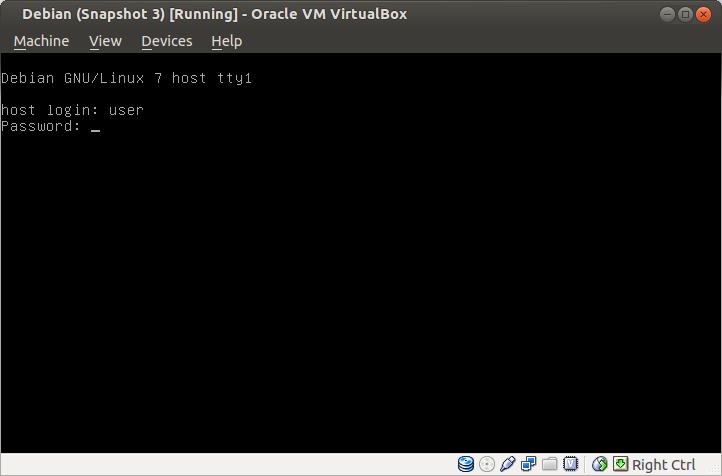 Debian (Snapshot 3) [Running] - Oracle VM VirtualBox
Machine View Devices Help
Debian GNU/Linux 7 host tty1
host login: user
Password: _
Right Ctrl